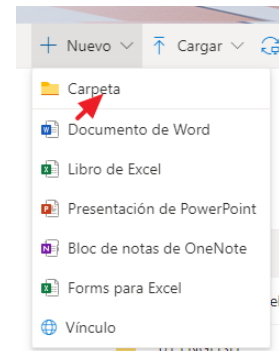 Nuevo Cargar
Carpeta
Documento de Word
Libro de Excel
Presentación de PowerPoint
Bloc de notas de OneNote
Forms para Excel
Vínculo